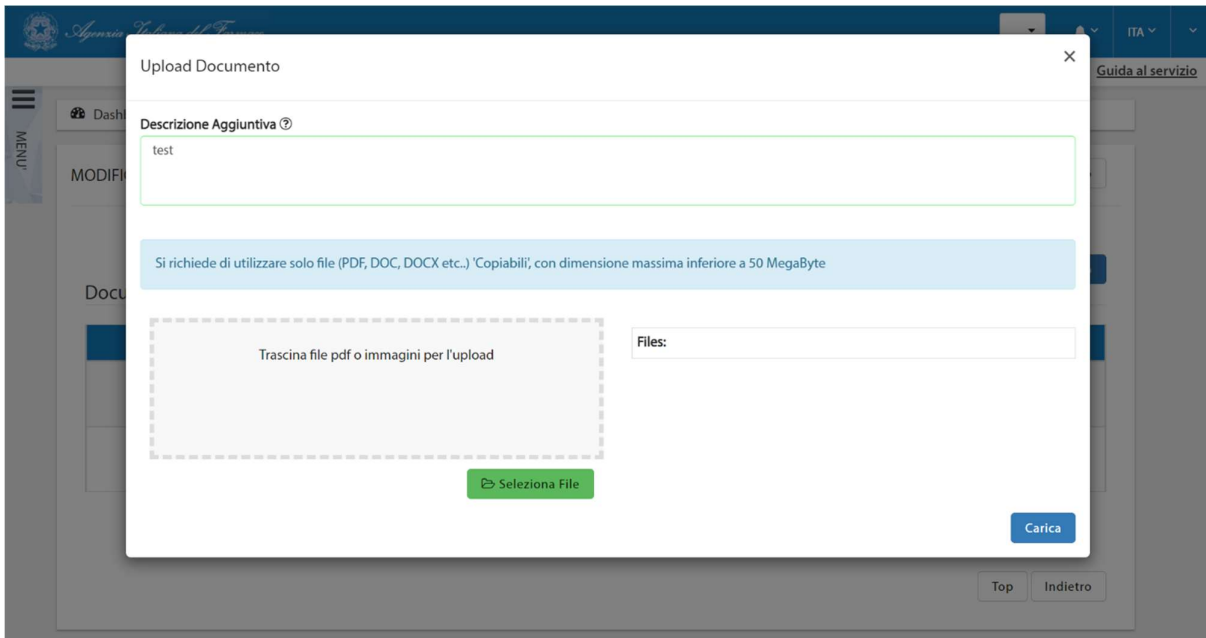 Agenzia Italiana del Farmaco
ITA
Upload Documento
×
Guida al servizio
MENU'
Dash
Descrizione Aggiuntiva
test
MODIFI
Si richiede di utilizzare solo file (PDF, DOC, DOCX etc..) 'Copiabili', con dimensione massima inferiore a 50 MegaByte
Docu
Trascina file pdf o immagini per l'upload
Files:
Seleziona File
Carica
Top
Indietro